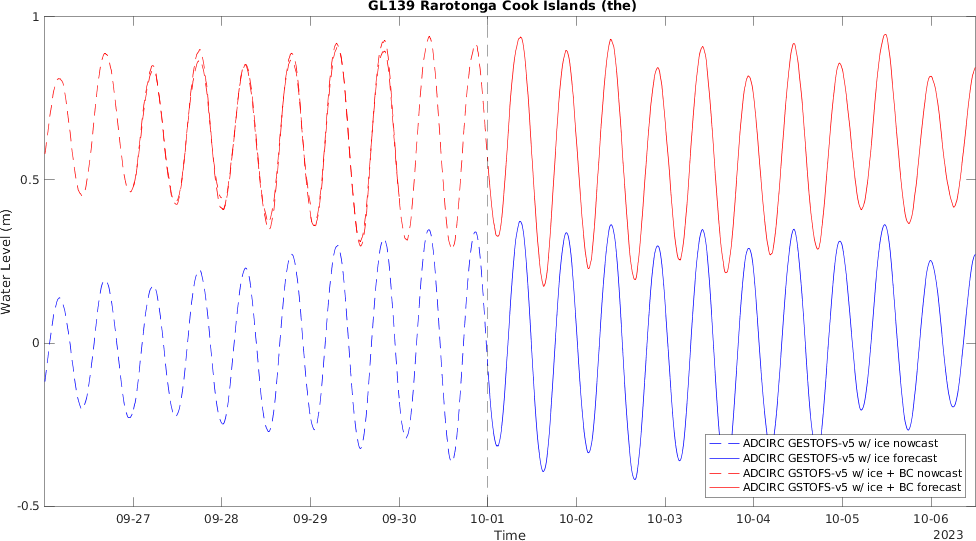 GL139 Rarotonga Cook Islands (the)
1
0.5
0
-0.5
Water Level (m)
09-27 09-28 09-29 09-30 10-01 10-02 10-03 10-04 10-05 10-06
Time
2023
ADCIRC GESTOFS-v5 w/ ice nowcast
ADCIRC GESTOFS-v5 w/ ice forecast
ADCIRC GSTOFS-v5 w/ ice + BC nowcast
ADCIRC GSTOFS-v5 w/ ice + BC forecast